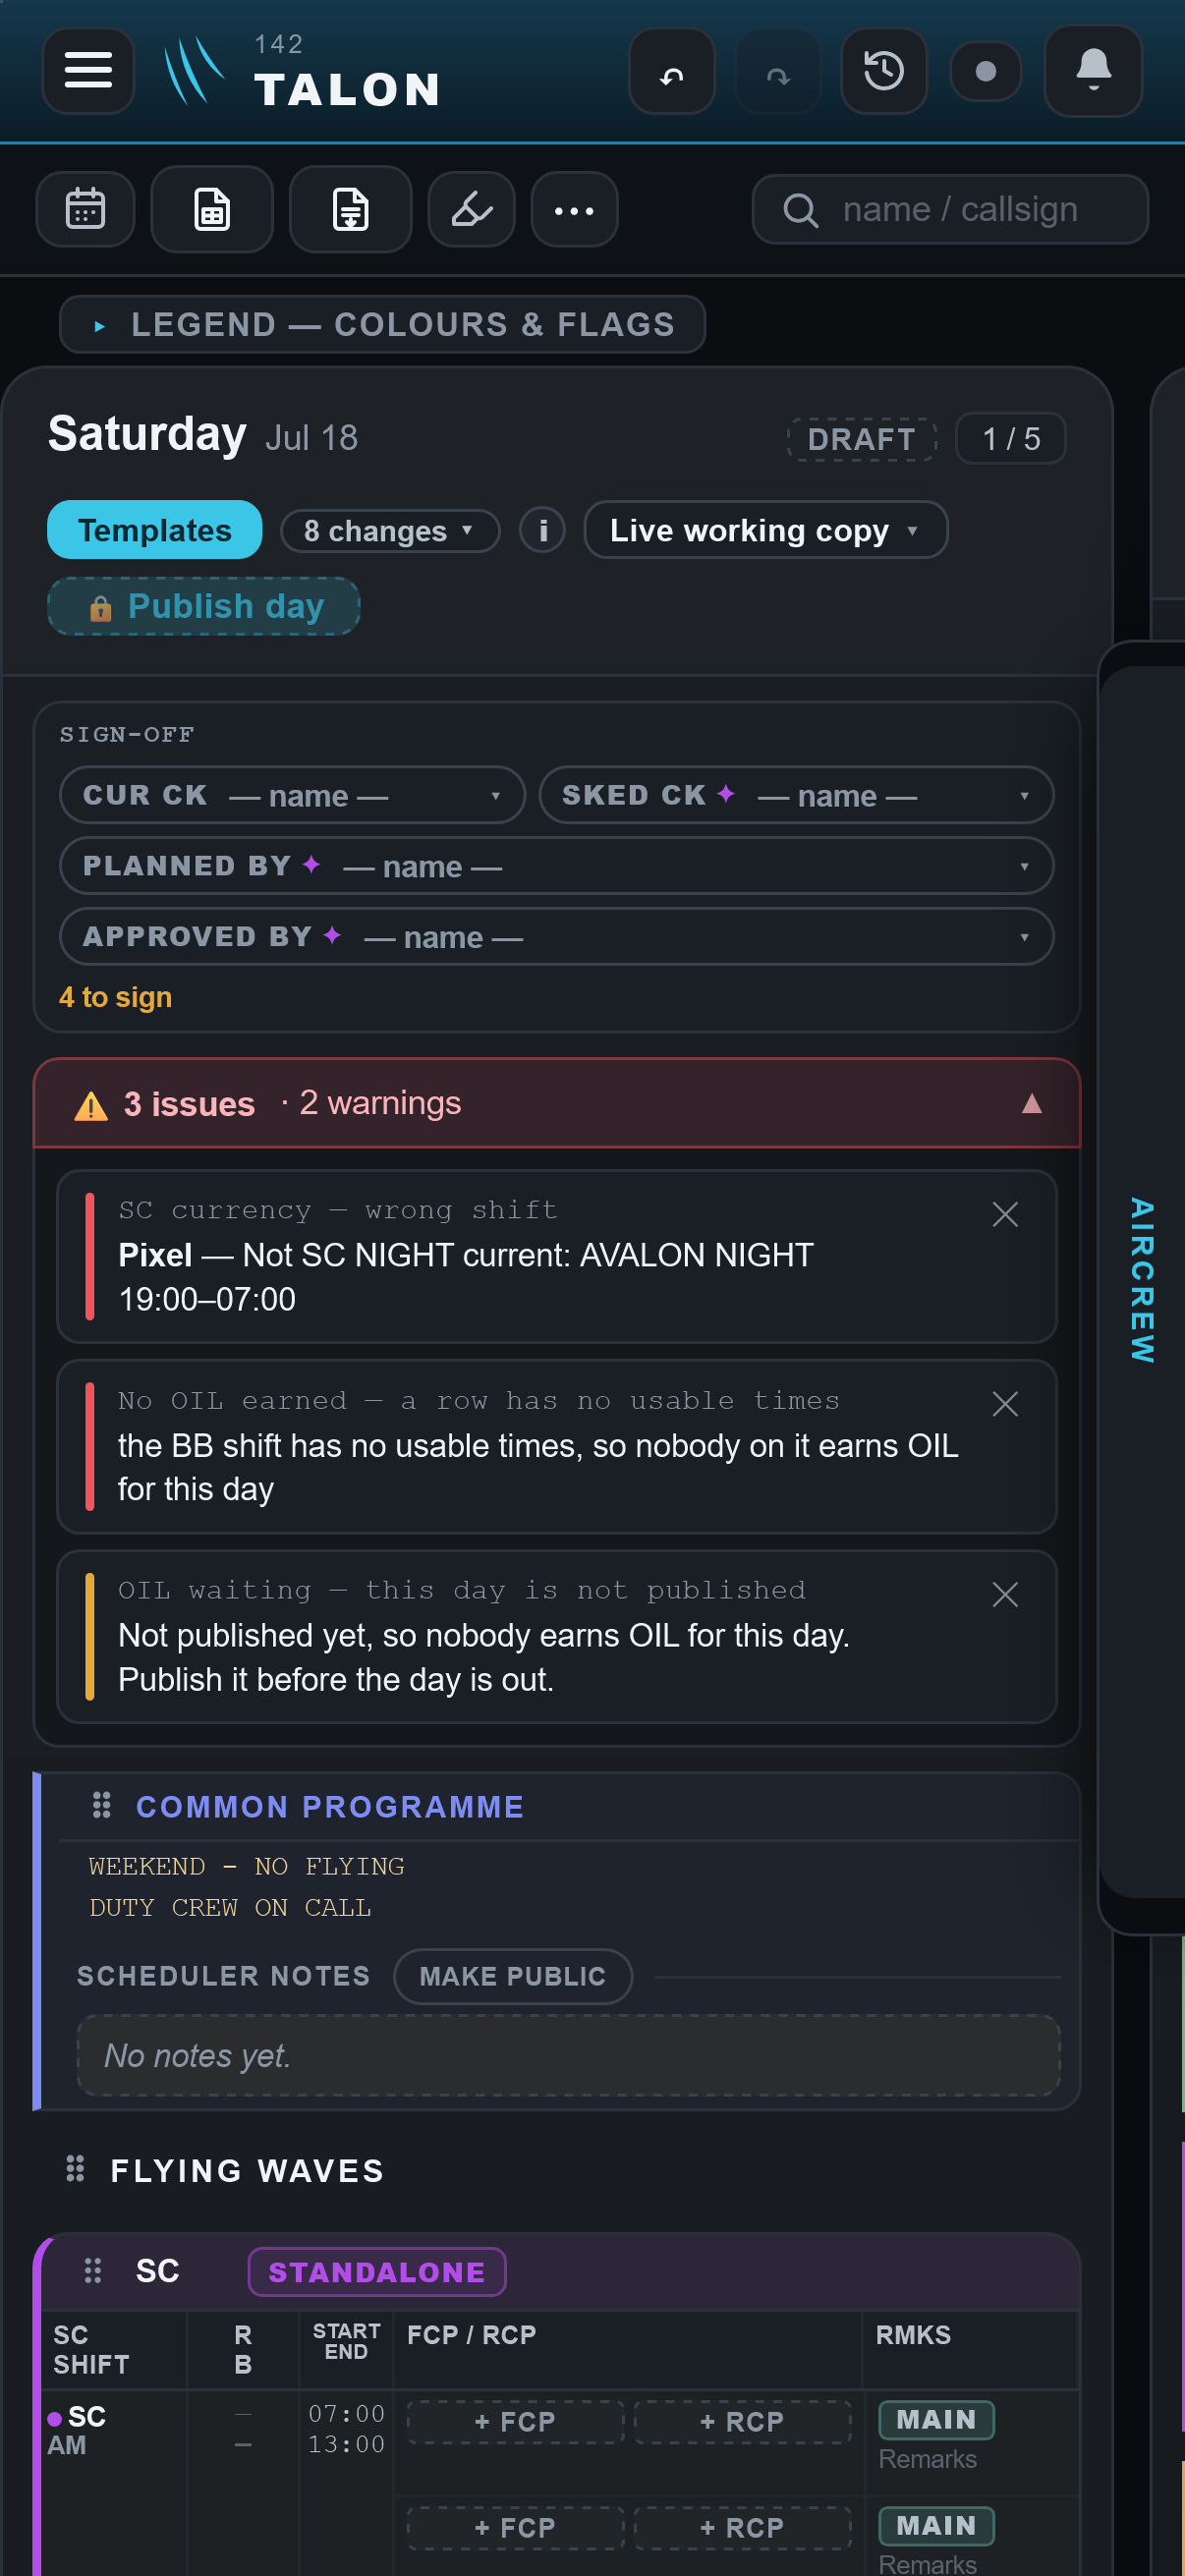 142
TALON
name / callsign
LEGEND — COLOURS & FLAGS
Saturday Jul 18 DRAFT 1 / 5
Templates 8 changes i Live working copy
Publish day
SIGN-OFF
CUR CK — name — SKED CK — name —
PLANNED BY — name —
APPROVED BY — name —
4 to sign
3 issues · 2 warnings
SC currency — wrong shift
Pixel — Not SC NIGHT current: AVALON NIGHT
19:00–07:00
No OIL earned — a row has no usable times
the BB shift has no usable times, so nobody on it earns OIL
for this day
OIL waiting — this day is not published
Not published yet, so nobody earns OIL for this day.
Publish it before the day is out.
AIRCREW
COMMON PROGRAMME
WEEKEND - NO FLYING
DUTY CREW ON CALL
SCHEDULER NOTES MAKE PUBLIC
No notes yet.
FLYING WAVES
SC STANDALONE
SC SHIFT R B START END FCP / RCP RMKS
SC AM — — 07:00 13:00 + FCP + RCP MAIN
Remarks
+ FCP + RCP MAIN
Remarks